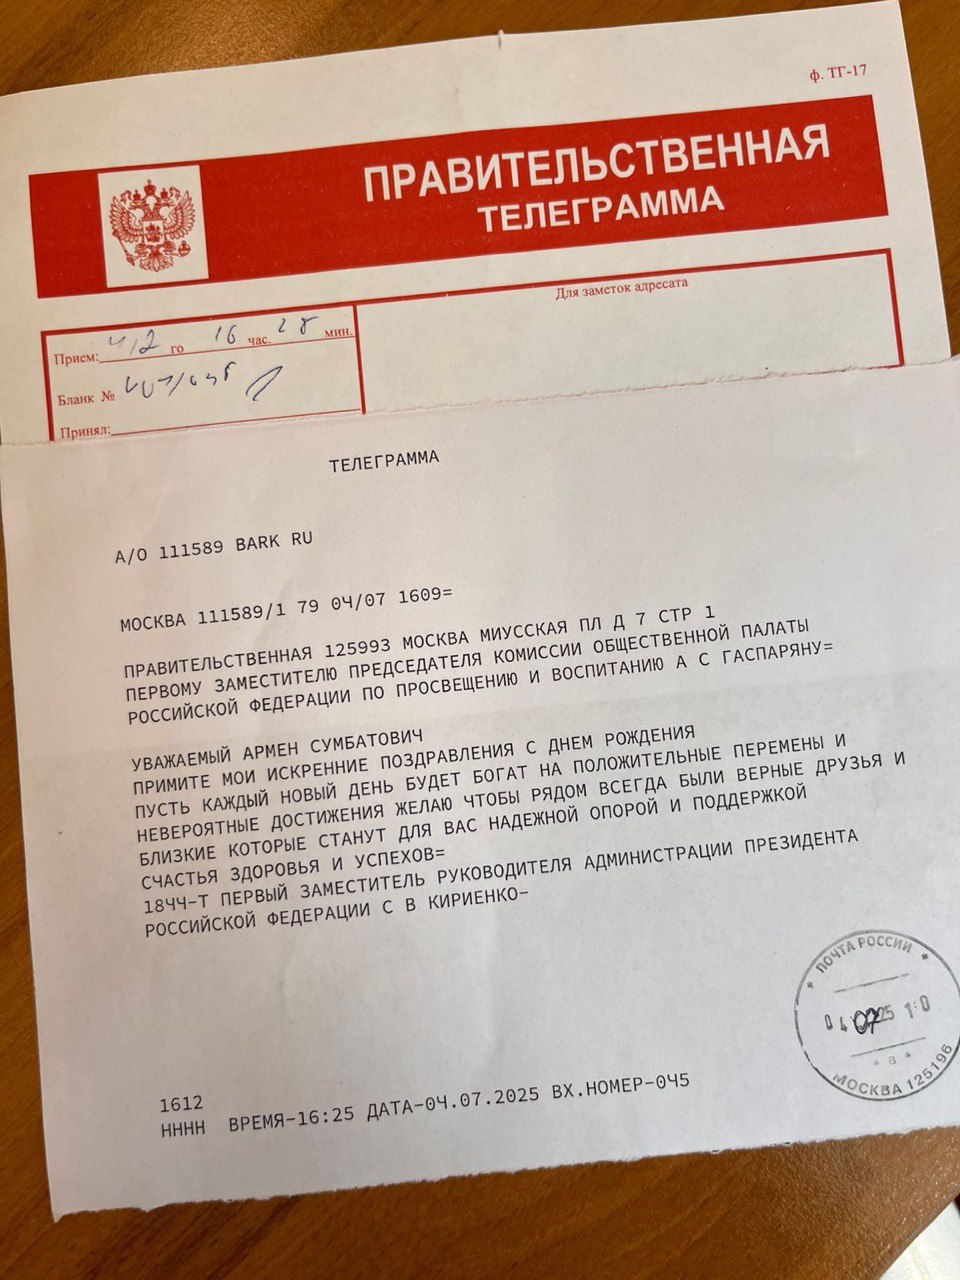 ф. ТГ-17
ПРАВИТЕЛЬСТВЕННАЯ
ТЕЛЕГРАММА
Для заметок адресата
Прием: 4/2 го 16 час. 28 мин.
Бланк №
Принял:
ТЕЛЕГРАММА
А/О 111589 BARK RU
МОСКВА 111589/1 79 0Ч/07 1609=
ПРАВИТЕЛЬСТВЕННАЯ 125993 МОСКВА МИУССКАЯ ПЛ Д 7 СТР 1
ПЕРВОМУ ЗАМЕСТИТЕЛЮ ПРЕДСЕДАТЕЛЯ КОМИССИИ ОБЩЕСТВЕННОЙ ПАЛАТЫ
РОССИЙСКОЙ ФЕДЕРАЦИИ ПО ПРОСВЕЩЕНИЮ И ВОСПИТАНИЮ А С ГАСПАРЯНУ=
УВАЖАЕМЫЙ АРМЕН СУМБАТОВИЧ
ПРИМИТЕ МОИ ИСКРЕННИЕ ПОЗДРАВЛЕНИЯ С ДНЕМ РОЖДЕНИЯ
ПУСТЬ КАЖДЫЙ НОВЫЙ ДЕНЬ БУДЕТ БОГАТ НА ПОЛОЖИТЕЛЬНЫЕ ПЕРЕМЕНЫ И
НЕВЕРОЯТНЫЕ ДОСТИЖЕНИЯ ЖЕЛАЮ ЧТОБЫ РЯДОМ ВСЕГДА БЫЛИ ВЕРНЫЕ ДРУЗЬЯ И
БЛИЗКИЕ КОТОРЫЕ СТАНУТ ДЛЯ ВАС НАДЕЖНОЙ ОПОРОЙ И ПОДДЕРЖКОЙ
СЧАСТЬЯ ЗДОРОВЬЯ И УСПЕХОВ=
18ЧЧ-Т ПЕРВЫЙ ЗАМЕСТИТЕЛЬ РУКОВОДИТЕЛЯ АДМИНИСТРАЦИИ ПРЕЗИДЕНТА
РОССИЙСКОЙ ФЕДЕРАЦИИ С В КИРИЕНКО-
ПОЧТА РОССИИ
МОСКВА 125196
1612
НННН ВРЕМЯ-16:25 ДАТА-0Ч.07.2025 ВХ.НОМЕР-0Ч5